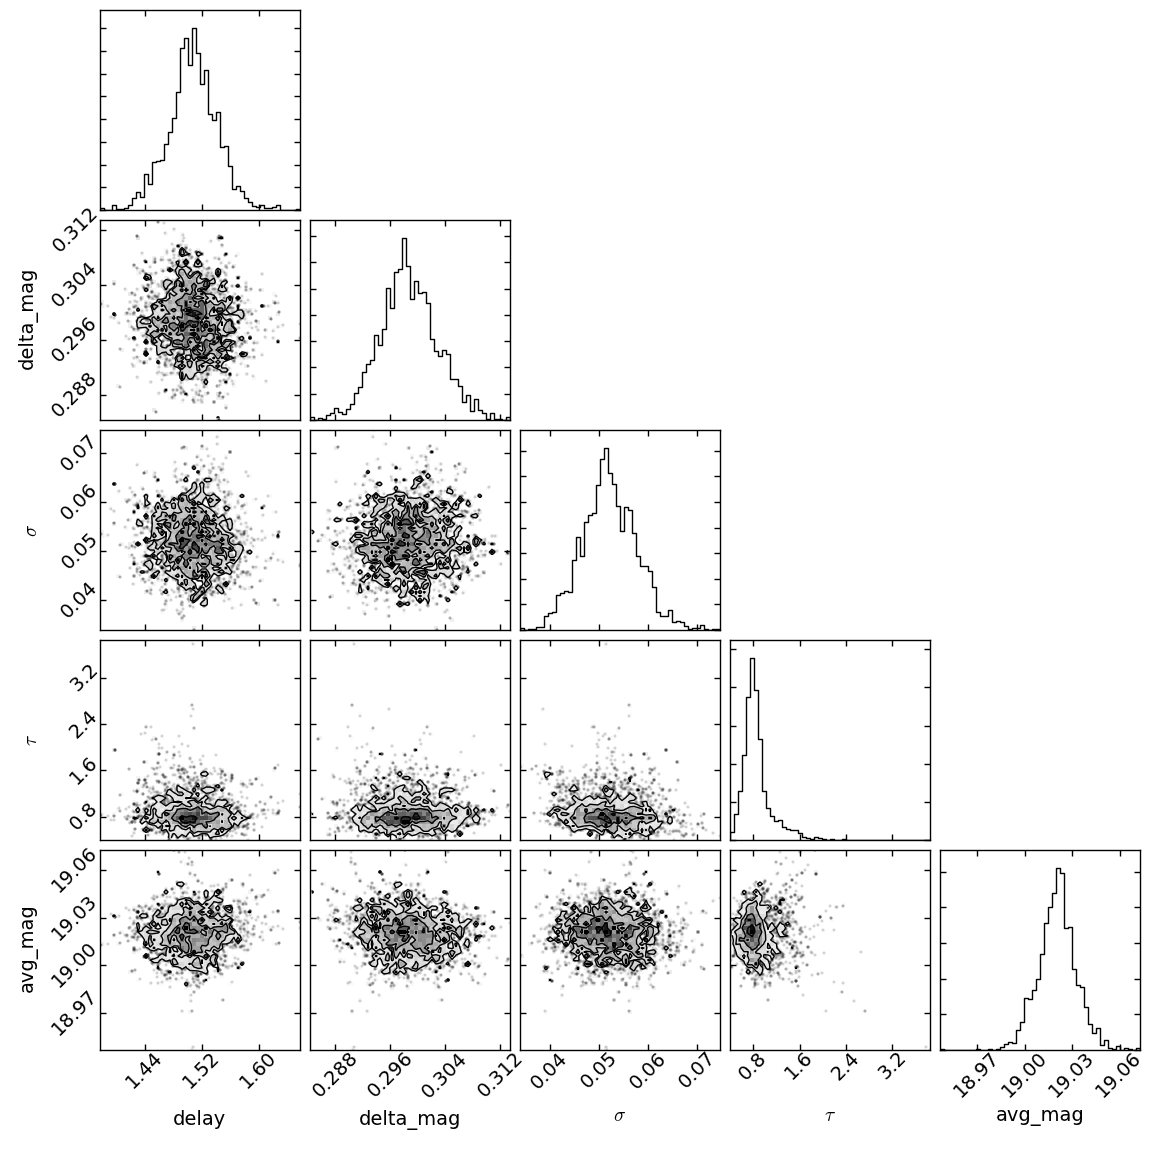 0.312
0.304
0.296
0.288
delta_mag
0.07
0.06
0.05
0.04
σ
3.2
2.4
1.6
0.8
τ
19.06
19.03
19.00
18.97
avg_mag
1.44 1.52 1.60
0.288 0.296 0.304 0.312
0.04 0.05 0.06 0.07
0.8 1.6 2.4 3.2
18.97 19.00 19.03 19.06
delay delta_mag σ τ avg_mag